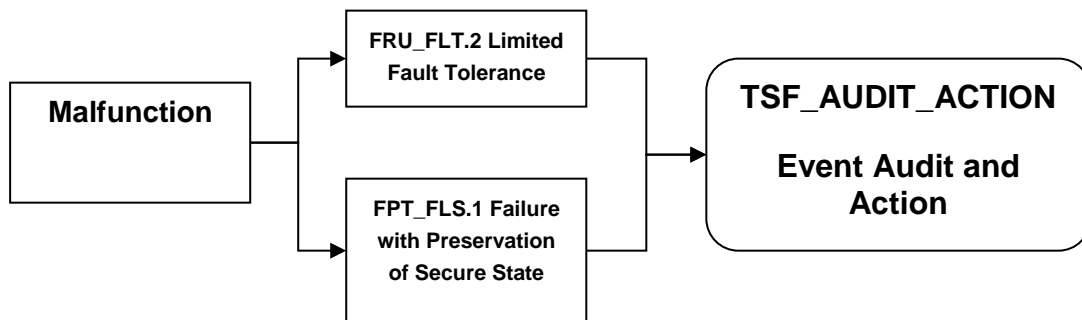 Malfunction
FRU_FLT.2 Limited
Fault Tolerance
FPT_FLS.1 Failure
with Preservation
of Secure State
TSF_AUDIT_ACTION
Event Audit and
Action